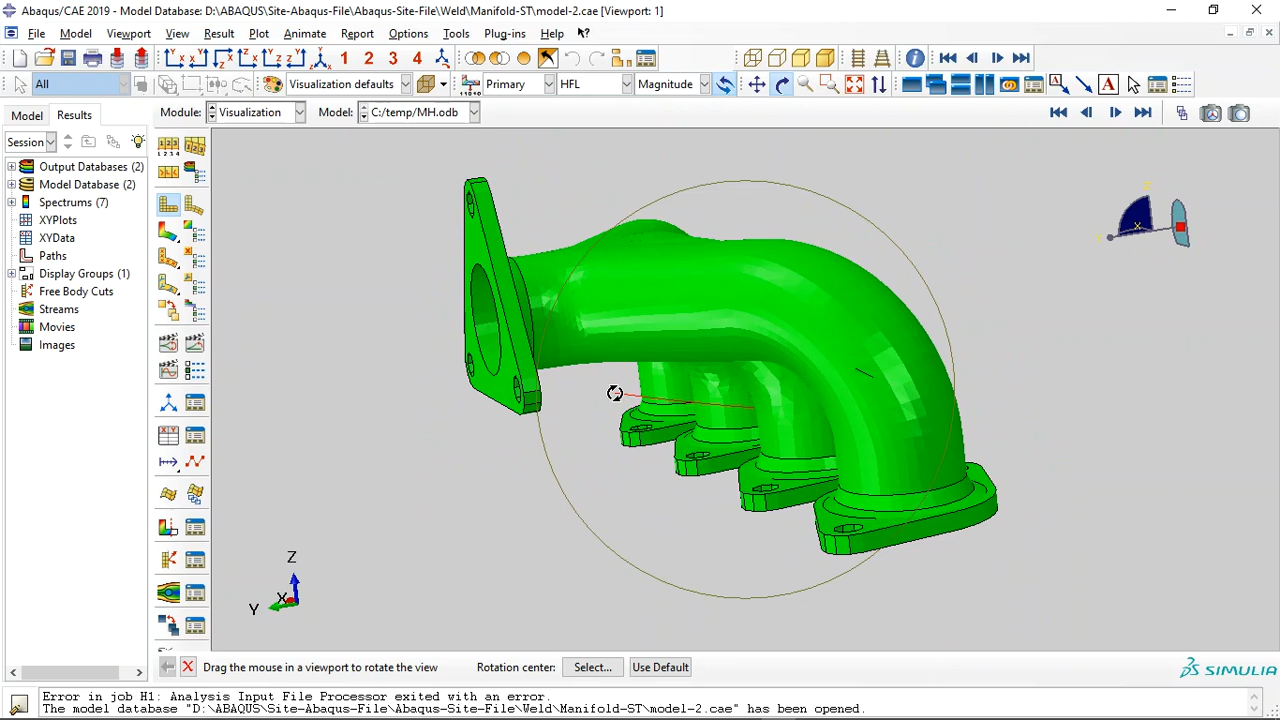 Abaqus/CAE 2019 - Model Database: D:\ABAQUS\Site-Abaqus-File\Abaqus-Site-File\Weld\Manifold-ST\model-2.cae [Viewport: 1]
File Model Viewport View Result Plot Animate Report Options Tools Plug-ins Help
1 2 3 4
All Visualization defaults Primary HFL Magnitude
Model Results Module: Visualization Model: C:/temp/MH.odb
Session
Output Databases (2)
Model Database (2)
Spectrums (7)
XYPlots
XYData
Paths
Display Groups (1)
Free Body Cuts
Streams
Movies
Images
Z
Y
X
Drag the mouse in a viewport to rotate the view Rotation center: Select... Use Default
SIMULIA
Error in job H1: Analysis Input File Processor exited with an error.
The model database "D:\ABAQUS\Site-Abaqus-File\Abaqus-Site-File\Weld\Manifold-ST\model-2.cae" has been opened.